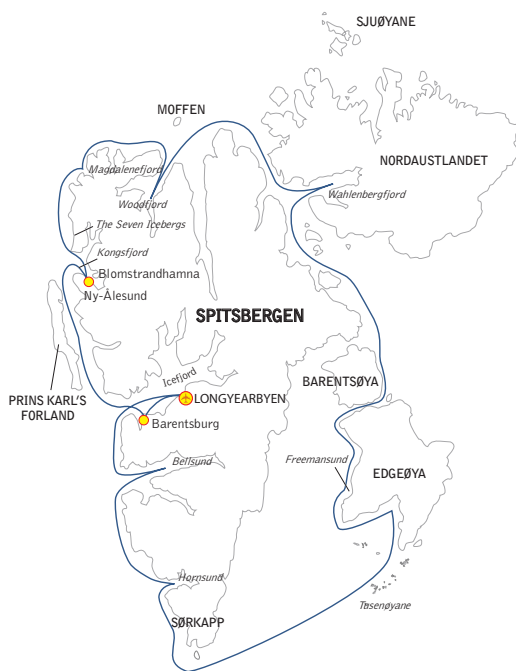 SJUØYANE
MOFFEN
NORDAUSTLANDET
Magdalenefjord
Woodfjord
Wahlenbergfjord
The Seven Icebergs
Kongsfjord
Blomstrandhamna
Ny-Ålesund
SPITSBERGEN
Icefjord
BARENTSØYA
PRINS KARL'S
FORLAND
LONGYEARBYEN
Barentsburg
Bellsund
Freemansund
EDGEØYA
Hornsund
Tusenøyane
SØRKAPP